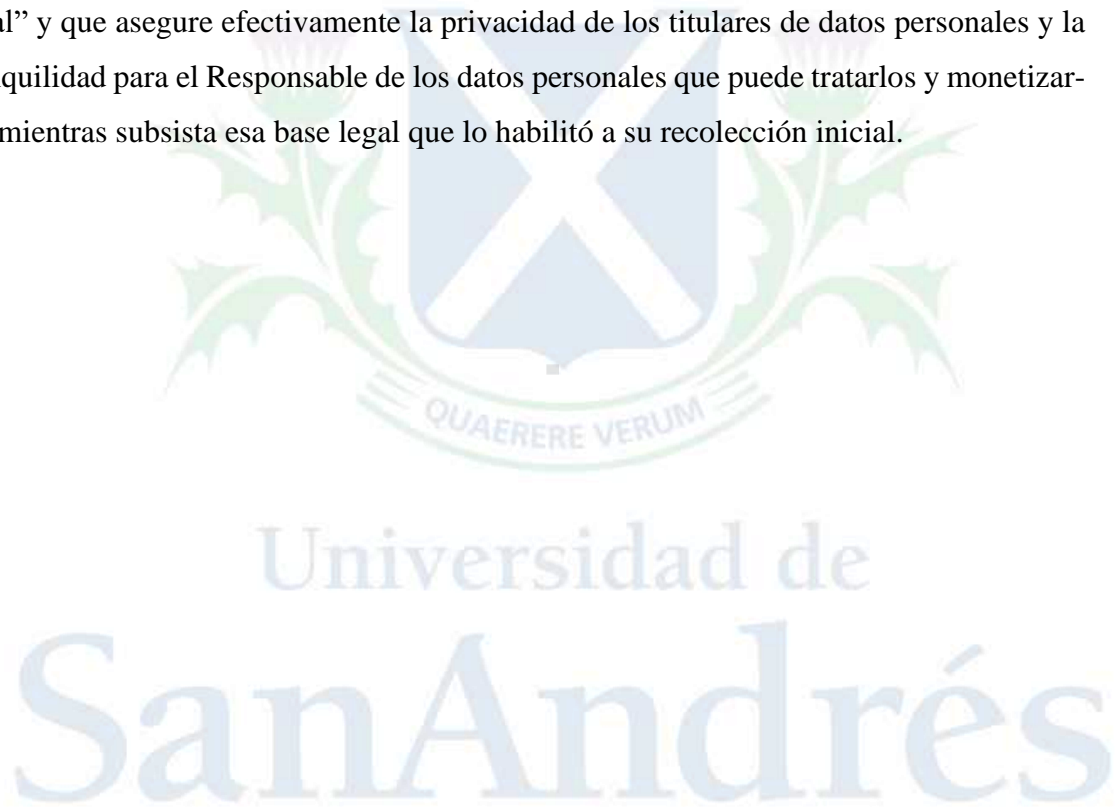 al” y que asegure efectivamente la privacidad de los titulares de datos personales y la
quilidad para el Responsable de los datos personales que puede tratarlos y monetizar-
mientras subsista esa base legal que lo habilitó a su recolección inicial.
QUAERERE VERUM
Universidad de
SanAndrés